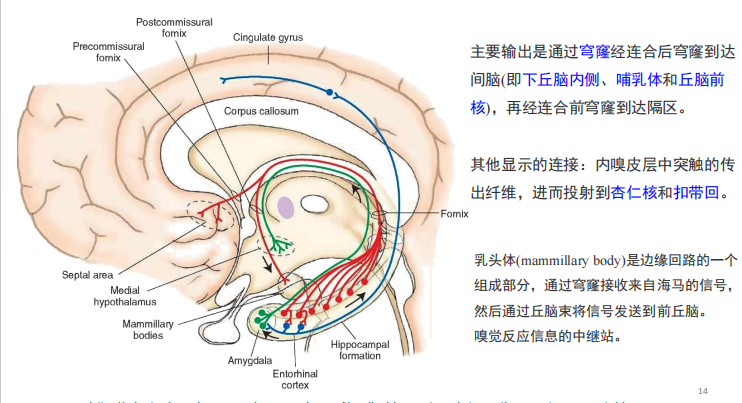 Postcommissural
fornix
Precommissural
fornix
Cingulate gyrus
Corpus callosum
Fornix
Septal area
Medial
hypothalamus
Mammillary
bodies
Amygdala
Entorhinal
cortex
Hippocampal
formation
主要输出是通过穹窿经连合后穹窿到达
间脑(即下丘脑内侧、哺乳体和丘脑前
核)，再经连合前穹窿到达隔区。
其他显示的连接：内嗅皮层中突触的传
出纤维，进而投射到杏仁核和扣带回。
乳头体(mammillary body)是边缘回路的一个
组成部分，通过穹窿接收来自海马的信号，
然后通过丘脑束将信号发送到前丘脑。
嗅觉反应信息的中继站。
14